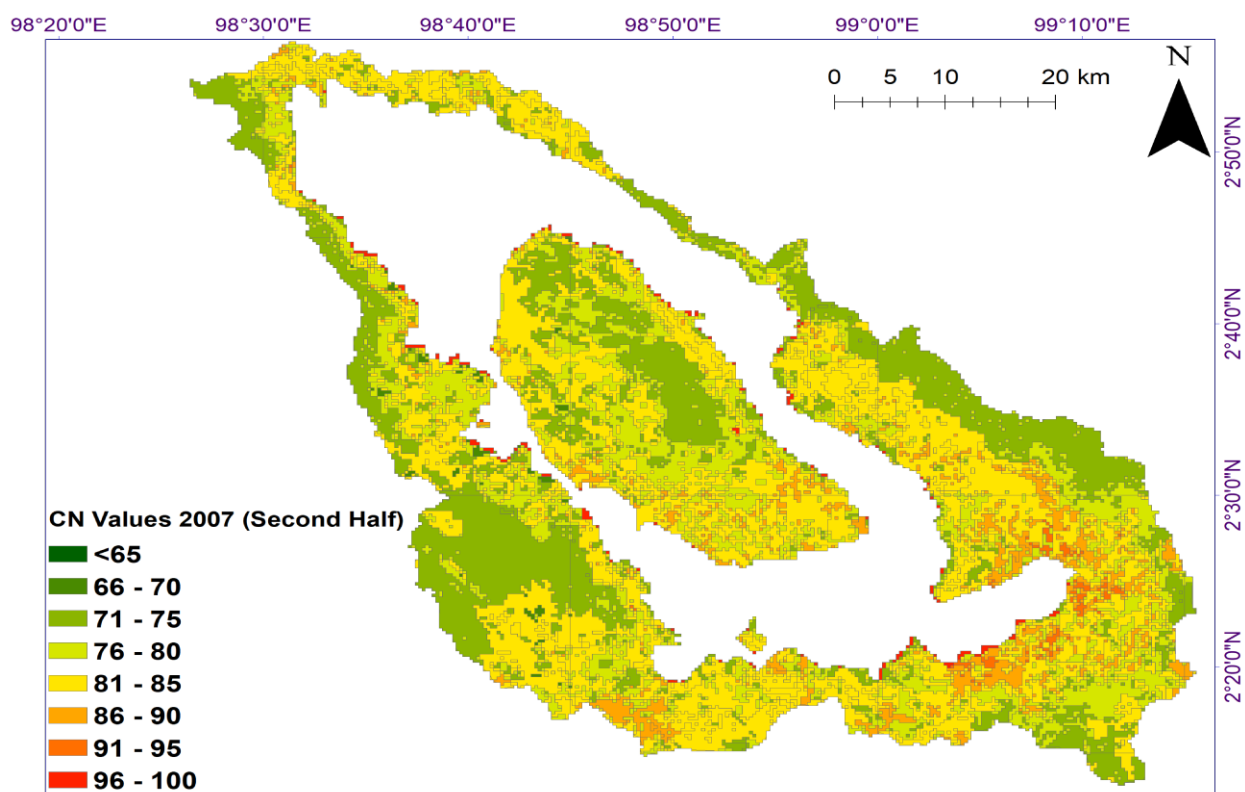 98°20'0"E 98°30'0"E 98°40'0"E 98°50'0"E 99°0'0"E 99°10'0"E
N
0 5 10 20 km
2°50'0"N
2°40'0"N
2°30'0"N
2°20'0"N
CN Values 2007 (Second Half)
<65
66 - 70
71 - 75
76 - 80
81 - 85
86 - 90
91 - 95
96 - 100